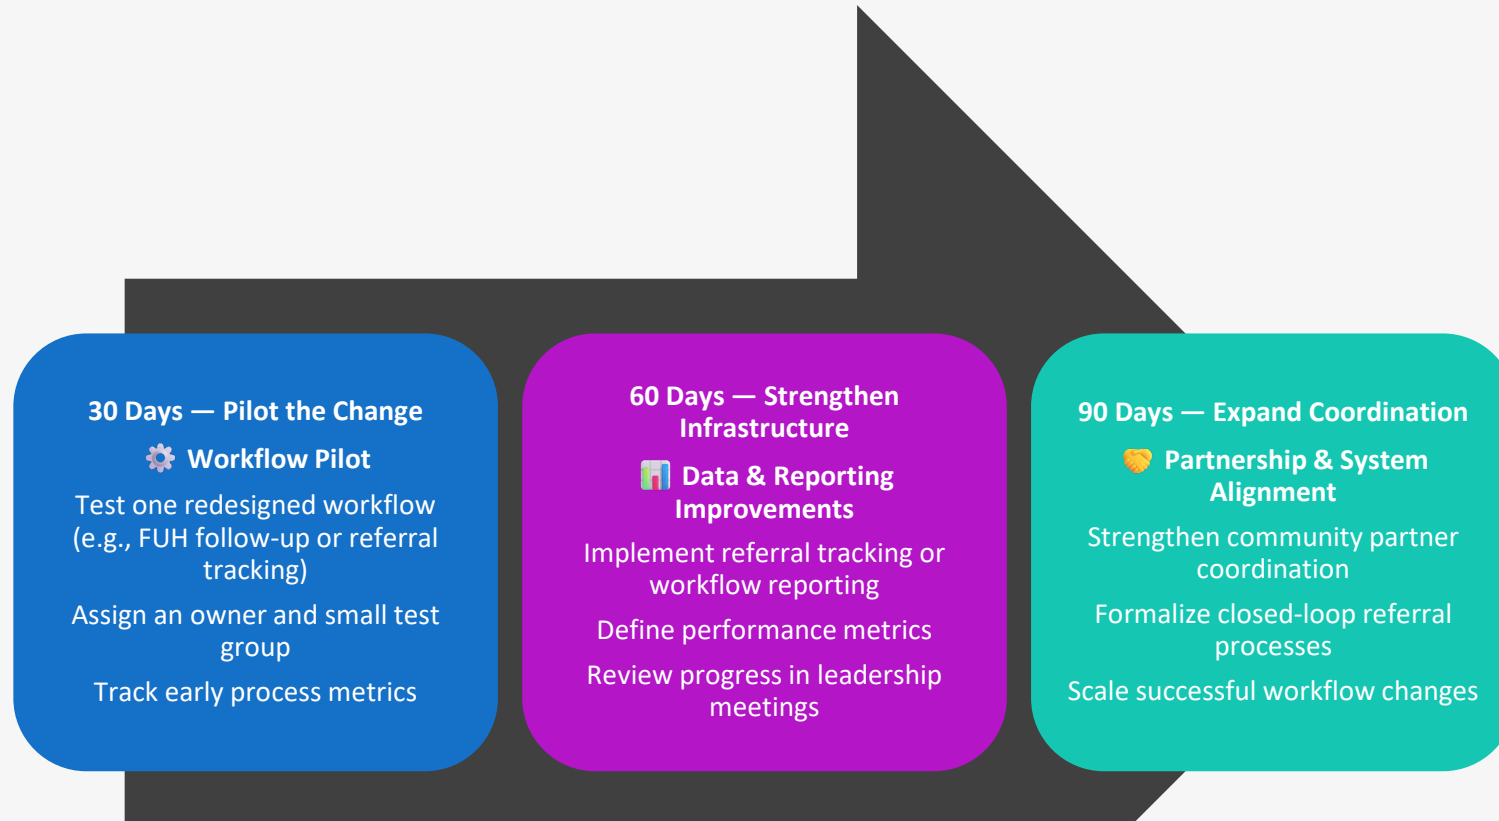 30 Days — Pilot the Change
⚙️ Workflow Pilot
Test one redesigned workflow
(e.g., FUH follow-up or referral
tracking)
Assign an owner and small test
group
Track early process metrics
60 Days — Strengthen
Infrastructure
📊 Data & Reporting
Improvements
Implement referral tracking or
workflow reporting
Define performance metrics
Review progress in leadership
meetings
90 Days — Expand Coordination
🤝 Partnership & System
Alignment
Strengthen community partner
coordination
Formalize closed-loop referral
processes
Scale successful workflow changes